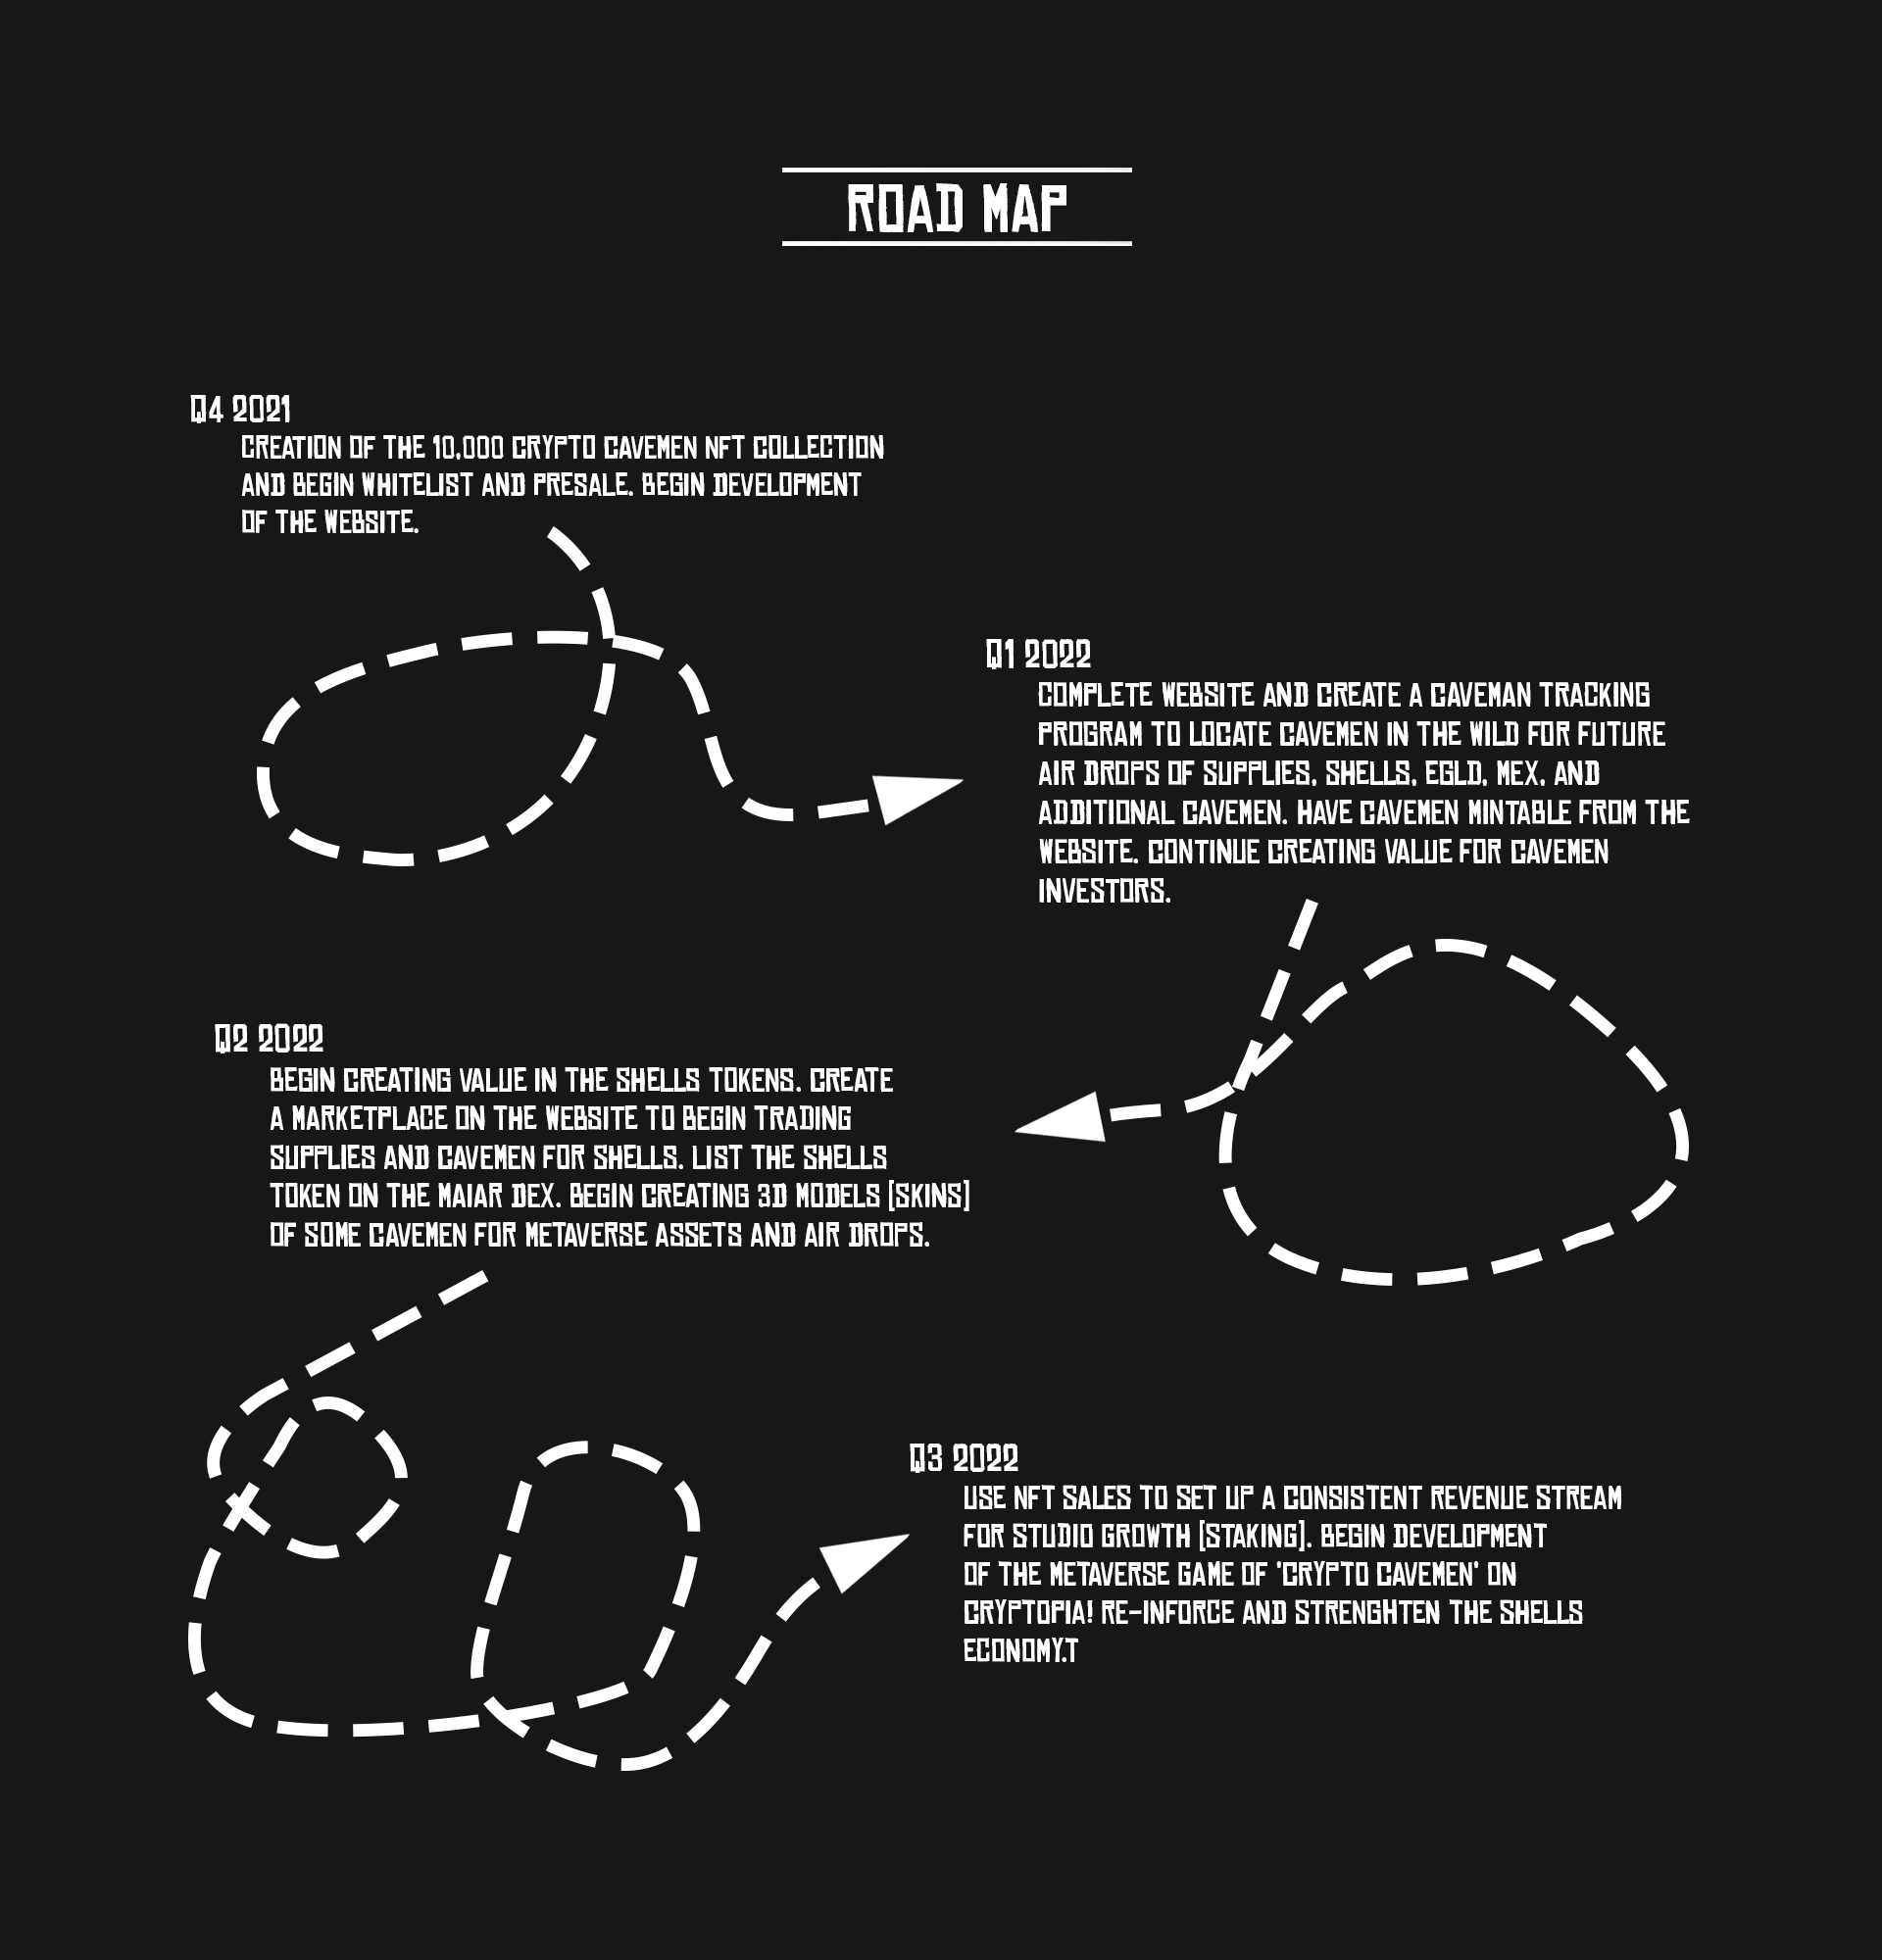 ROAD MAP
Q4 2021
CREATION OF THE 10,000 CRYPTO CAVEMEN NFT COLLECTION
AND BEGIN WHITELIST AND PRESALE. BEGIN DEVELOPMENT
OF THE WEBSITE.
Q1 2022
COMPLETE WEBSITE AND CREATE A CAVEMAN TRACKING
PROGRAM TO LOCATE CAVEMEN IN THE WILD FOR FUTURE
AIR DROPS OF SUPPLIES, SHELLS, EGLD, MEX, AND
ADDITIONAL CAVEMEN. HAVE CAVEMEN MINTABLE FROM THE
WEBSITE. CONTINUE CREATING VALUE FOR CAVEMEN
INVESTORS.
Q2 2022
BEGIN CREATING VALUE IN THE SHELLS TOKENS. CREATE
A MARKETPLACE ON THE WEBSITE TO BEGIN TRADING
SUPPLIES AND CAVEMEN FOR SHELLS. LIST THE SHELLS
TOKEN ON THE MAIAR DEX. BEGIN CREATING 3D MODELS (SKINS)
OF SOME CAVEMEN FOR METAVERSE ASSETS AND AIR DROPS.
Q3 2022
USE NFT SALES TO SET UP A CONSISTENT REVENUE STREAM
FOR STUDIO GROWTH (STAKING). BEGIN DEVELOPMENT
OF THE METAVERSE GAME OF 'CRYPTO CAVEMEN' ON
CRYPTOPIA! RE-INFORCE AND STRENGHTEN THE SHELLS
ECONOMY.T